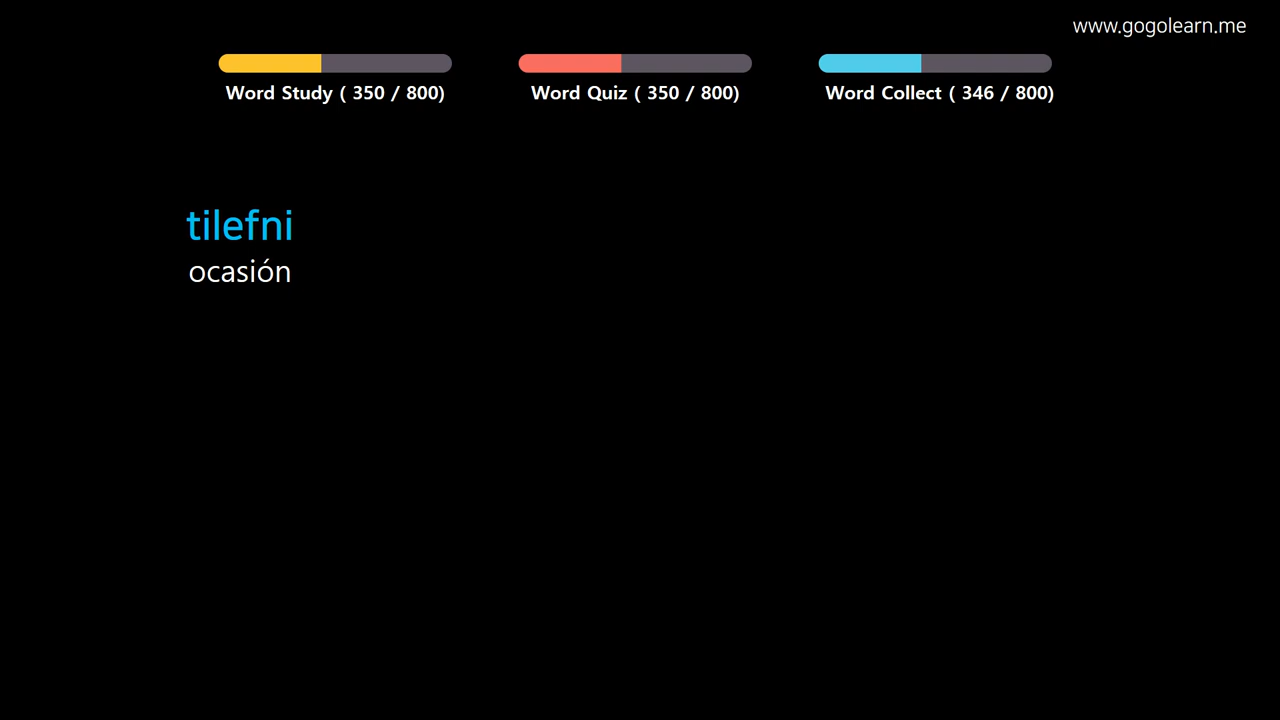 www.gogolearn.me
Word Study ( 350 / 800)
Word Quiz ( 350 / 800)
Word Collect ( 346 / 800)
tilefni
ocasión